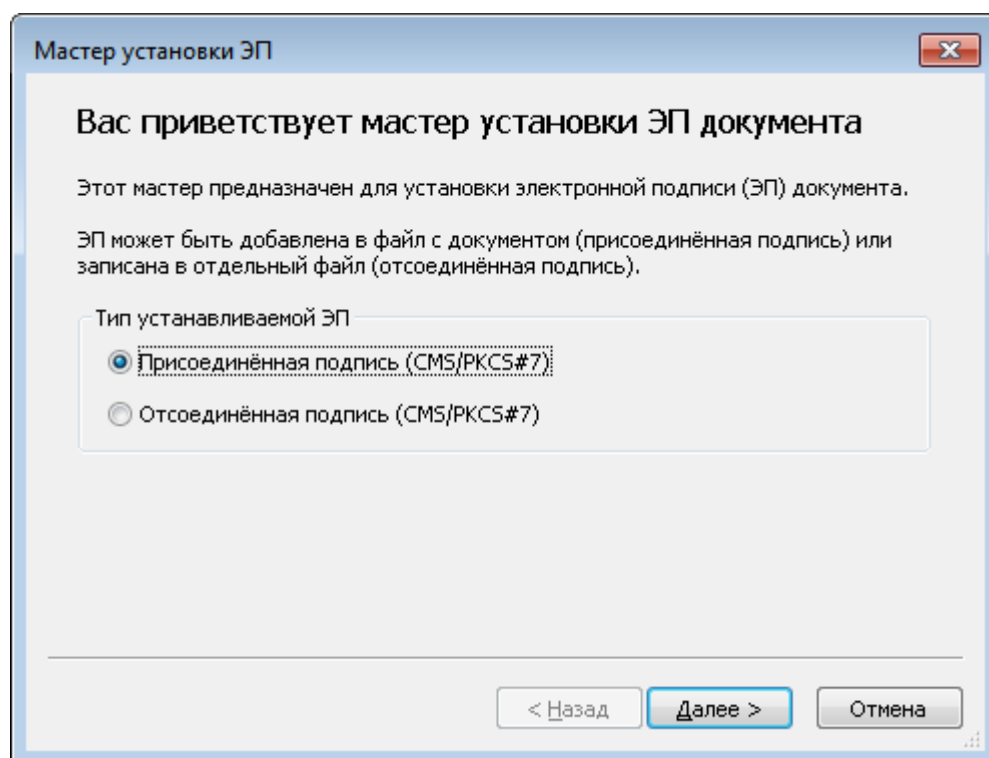 Мастер установки ЭП
Вас приветствует мастер установки ЭП документа
Этот мастер предназначен для установки электронной подписи (ЭП) документа.
ЭП может быть добавлена в файл с документом (присоединённая подпись) или
записана в отдельный файл (отсоединённая подпись).
Тип устанавливаемой ЭП
Присоединённая подпись (CMS/PKCS#7)
Отсоединённая подпись (CMS/PKCS#7)
< Назад Далее > Отмена